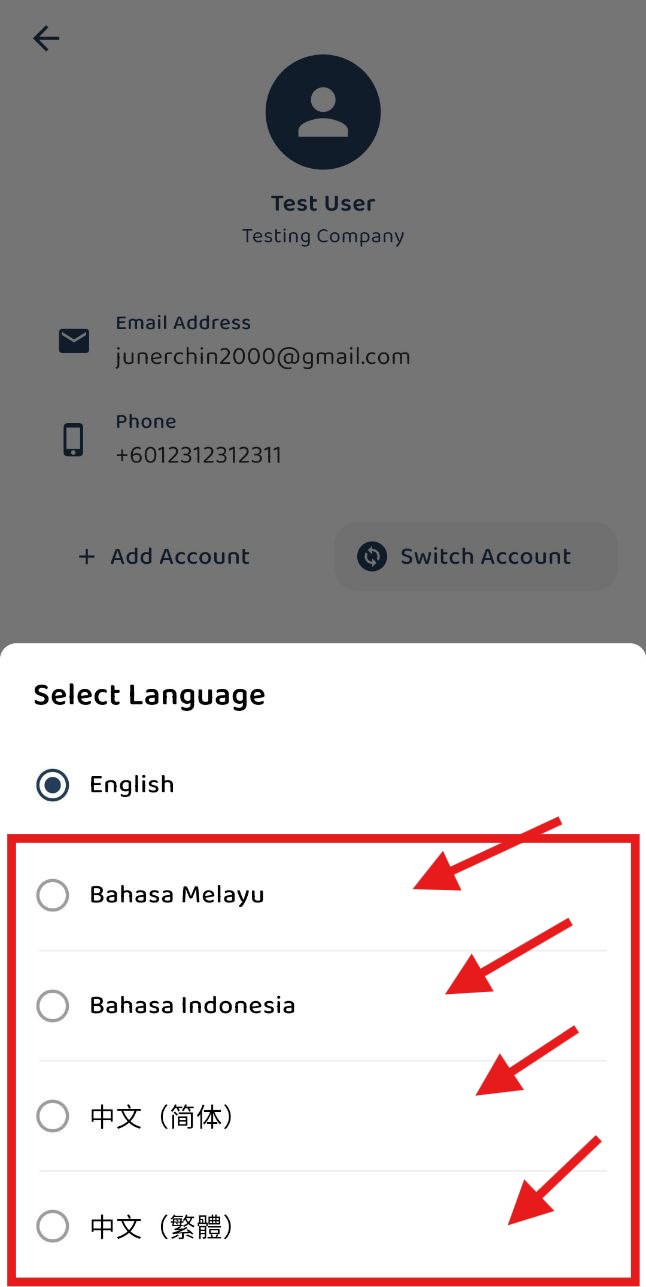 Test User
Testing Company
Email Address
junerchin2000@gmail.com
Phone
+6012312312311
+ Add Account
Switch Account
Select Language
English
Bahasa Melayu
Bahasa Indonesia
中文（简体）
中文（繁體）